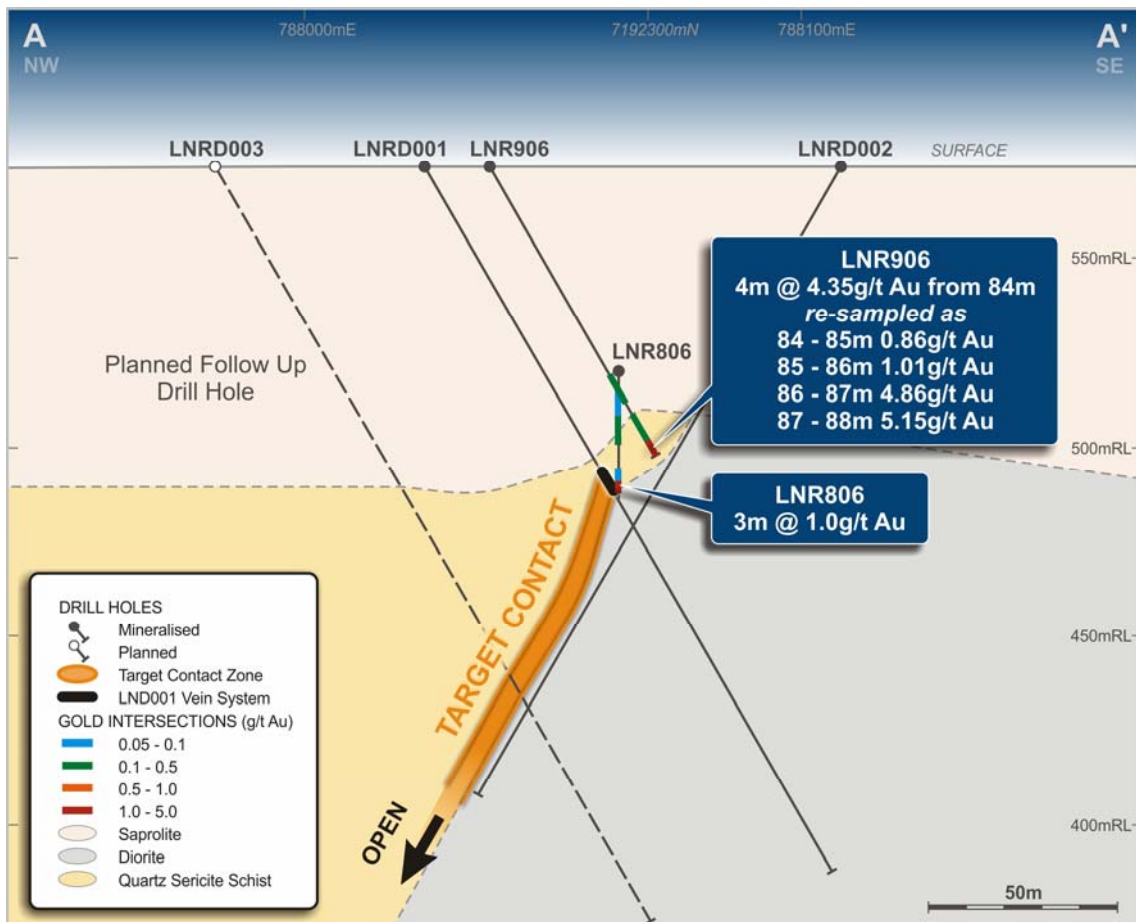 A
NW
788000mE
7192300mN
788100mE
A'
SE
LNRD003
LNRD001
LNR906
LNRD002
SURFACE
LNR906
4m @ 4.35g/t Au from 84m
re-sampled as
84 - 85m 0.86g/t Au
85 - 86m 1.01g/t Au
86 - 87m 4.86g/t Au
87 - 88m 5.15g/t Au
550mRL
LNR806
Planned Follow Up
Drill Hole
500mRL
LNR806
3m @ 1.0g/t Au
TARGET CONTACT
450mRL
400mRL
OPEN
DRILL HOLES
Mineralised
Planned
Target Contact Zone
LND001 Vein System
GOLD INTERSECTIONS (g/t Au)
0.05 - 0.1
0.1 - 0.5
0.5 - 1.0
1.0 - 5.0
Saprolite
Diorite
Quartz Sericite Schist
50m